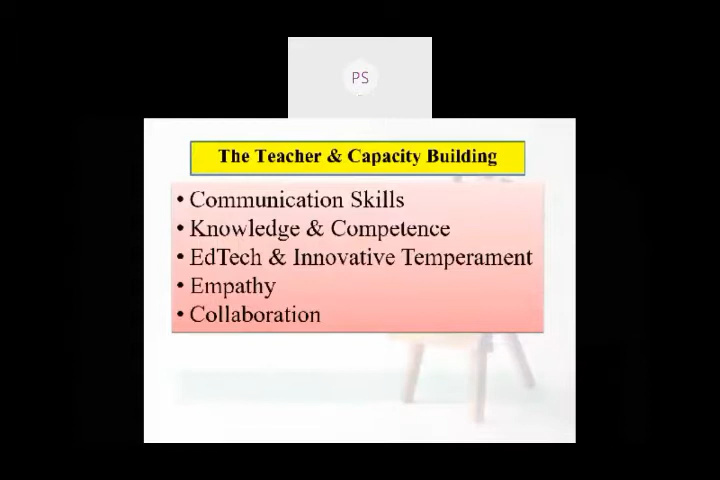 PS
The Teacher & Capacity Building
• Communication Skills
• Knowledge & Competence
• EdTech & Innovative Temperament
• Empathy
• Collaboration